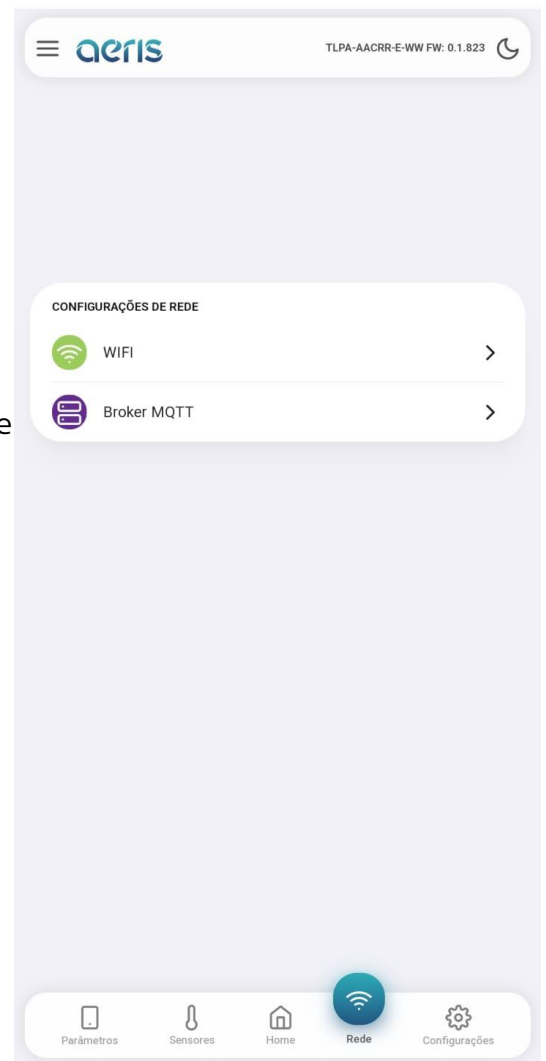 aeris
TLPA-AACRR-E-WW FW: 0.1.823
CONFIGURAÇÕES DE REDE
WIFI
Broker MQTT
e
Parâmetros
Sensores
Home
Rede
Configurações